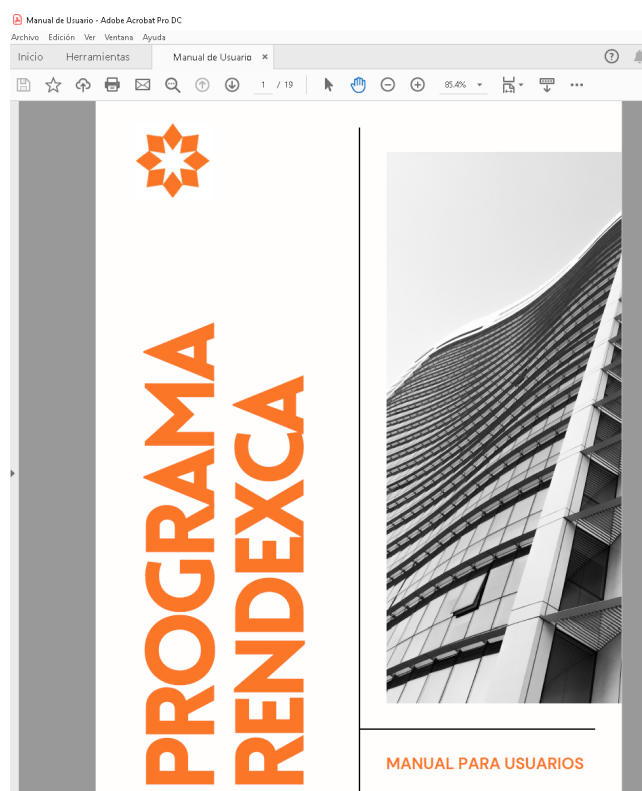 Manual de Usuario - Adobe Acrobat Pro DC
Archivo Edición Ver Ventana Ayuda
Inicio Herramientas Manual de Usuario ×
1 / 19 85.4%
PROGRAMA
RENDEXCA
MANUAL PARA USUARIOS